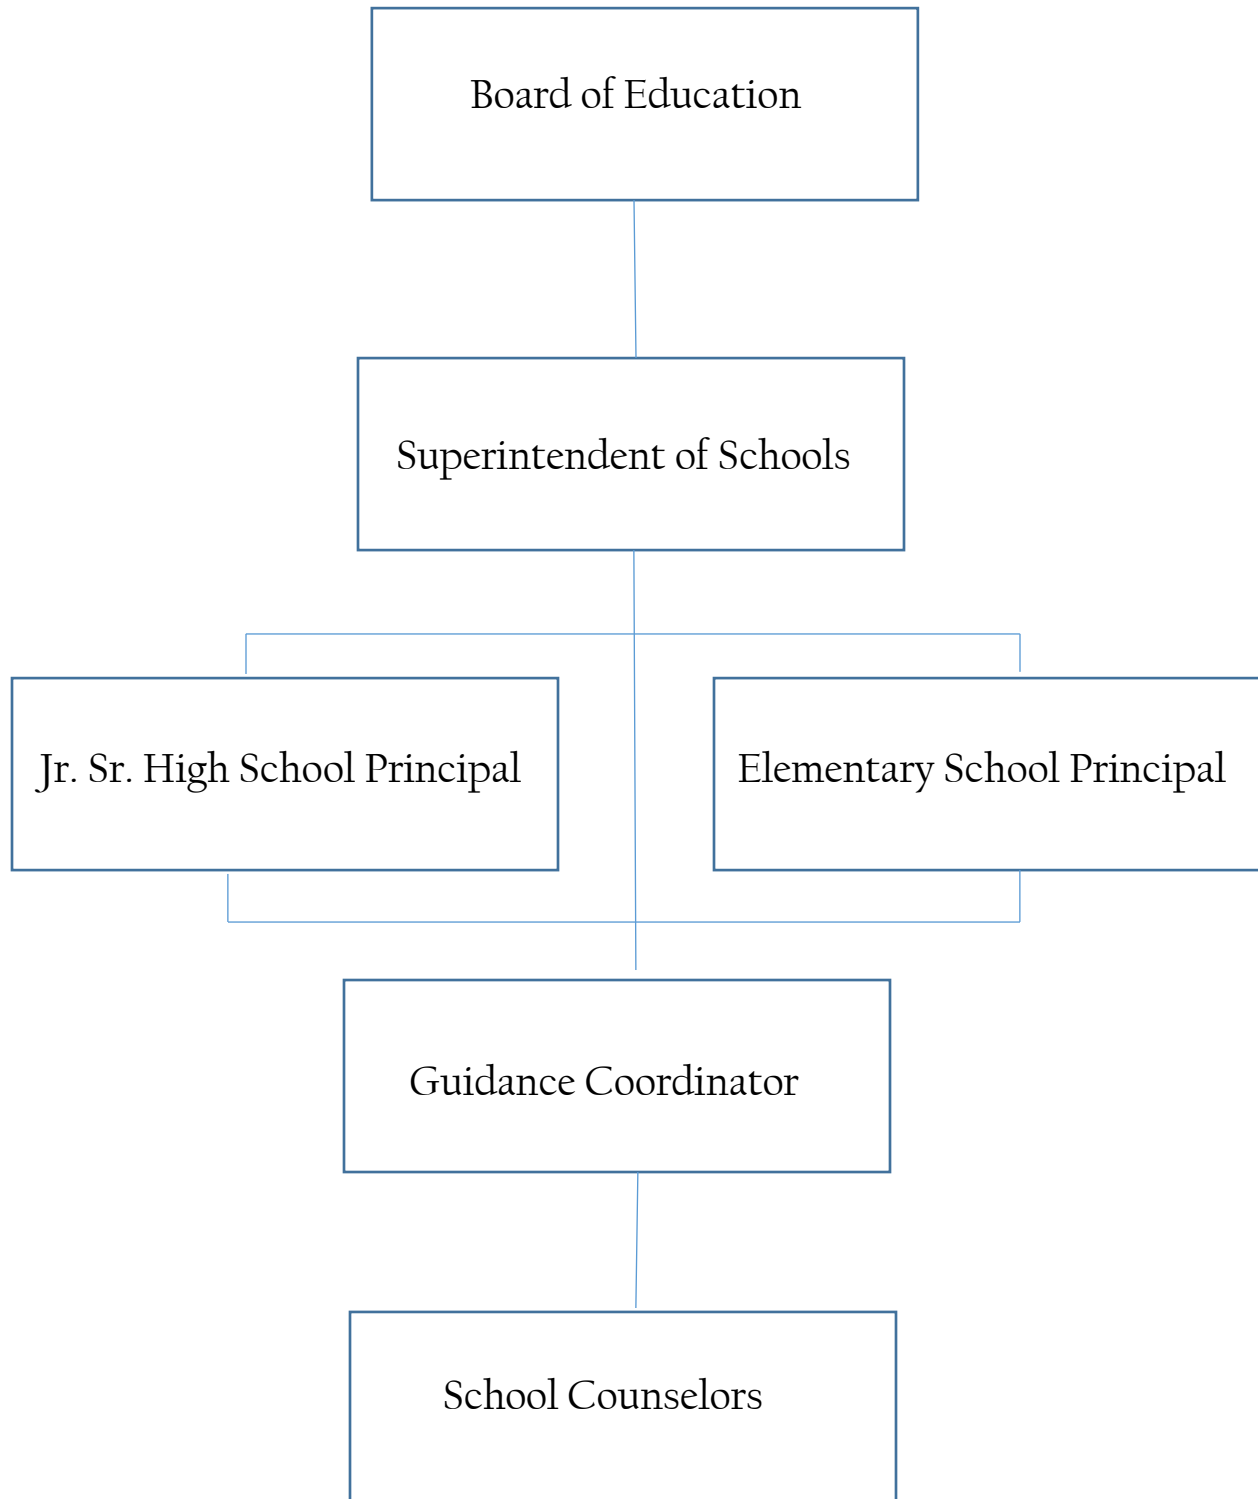 Board of Education
Superintendent of Schools
Jr. Sr. High School Principal
Elementary School Principal
Guidance Coordinator
School Counselors